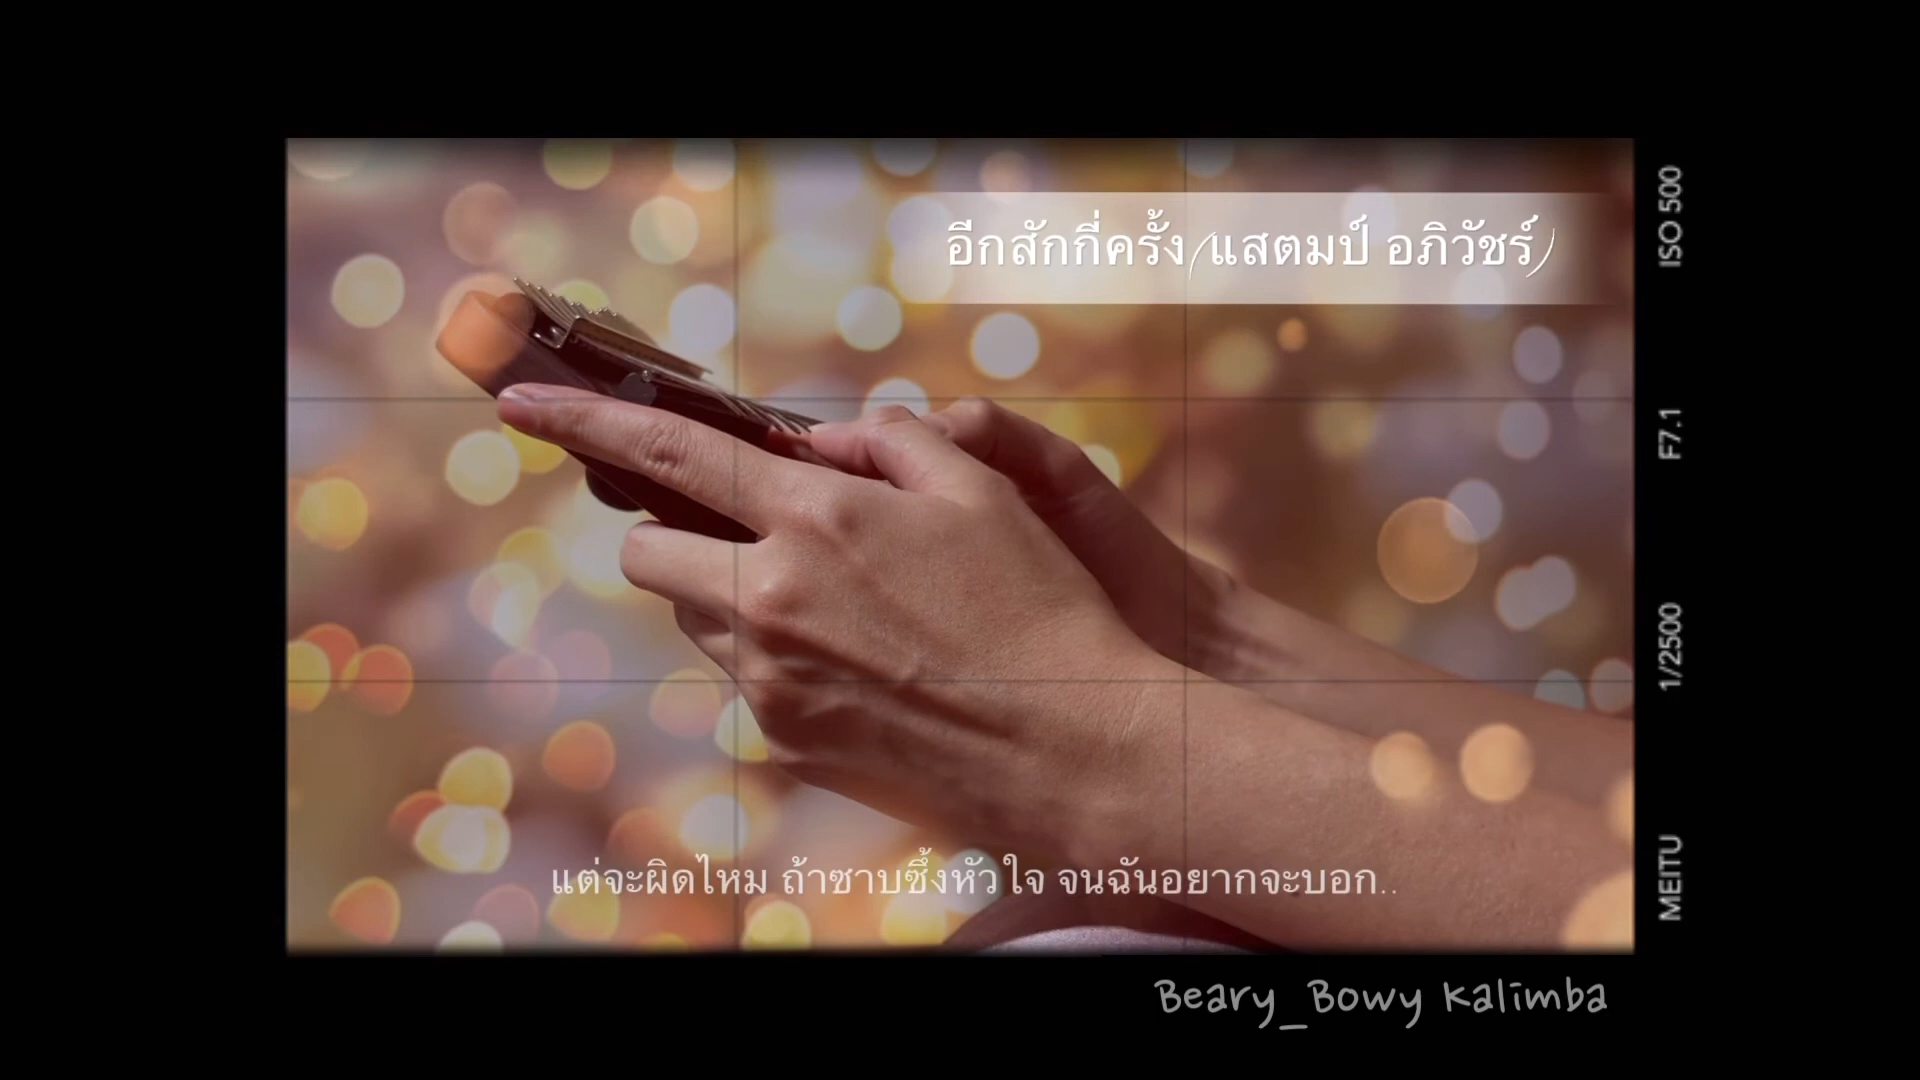 อีกสักกี่ครั้ง(แสตมป์ อภิวัชร์)
แต่จะผิดไหม ถ้าซาบซึ้งหัวใจ จนฉันอยากจะบอก..
ISO 500
F7.1
1/2500
MEITU
Beary_Bowy Kalimba